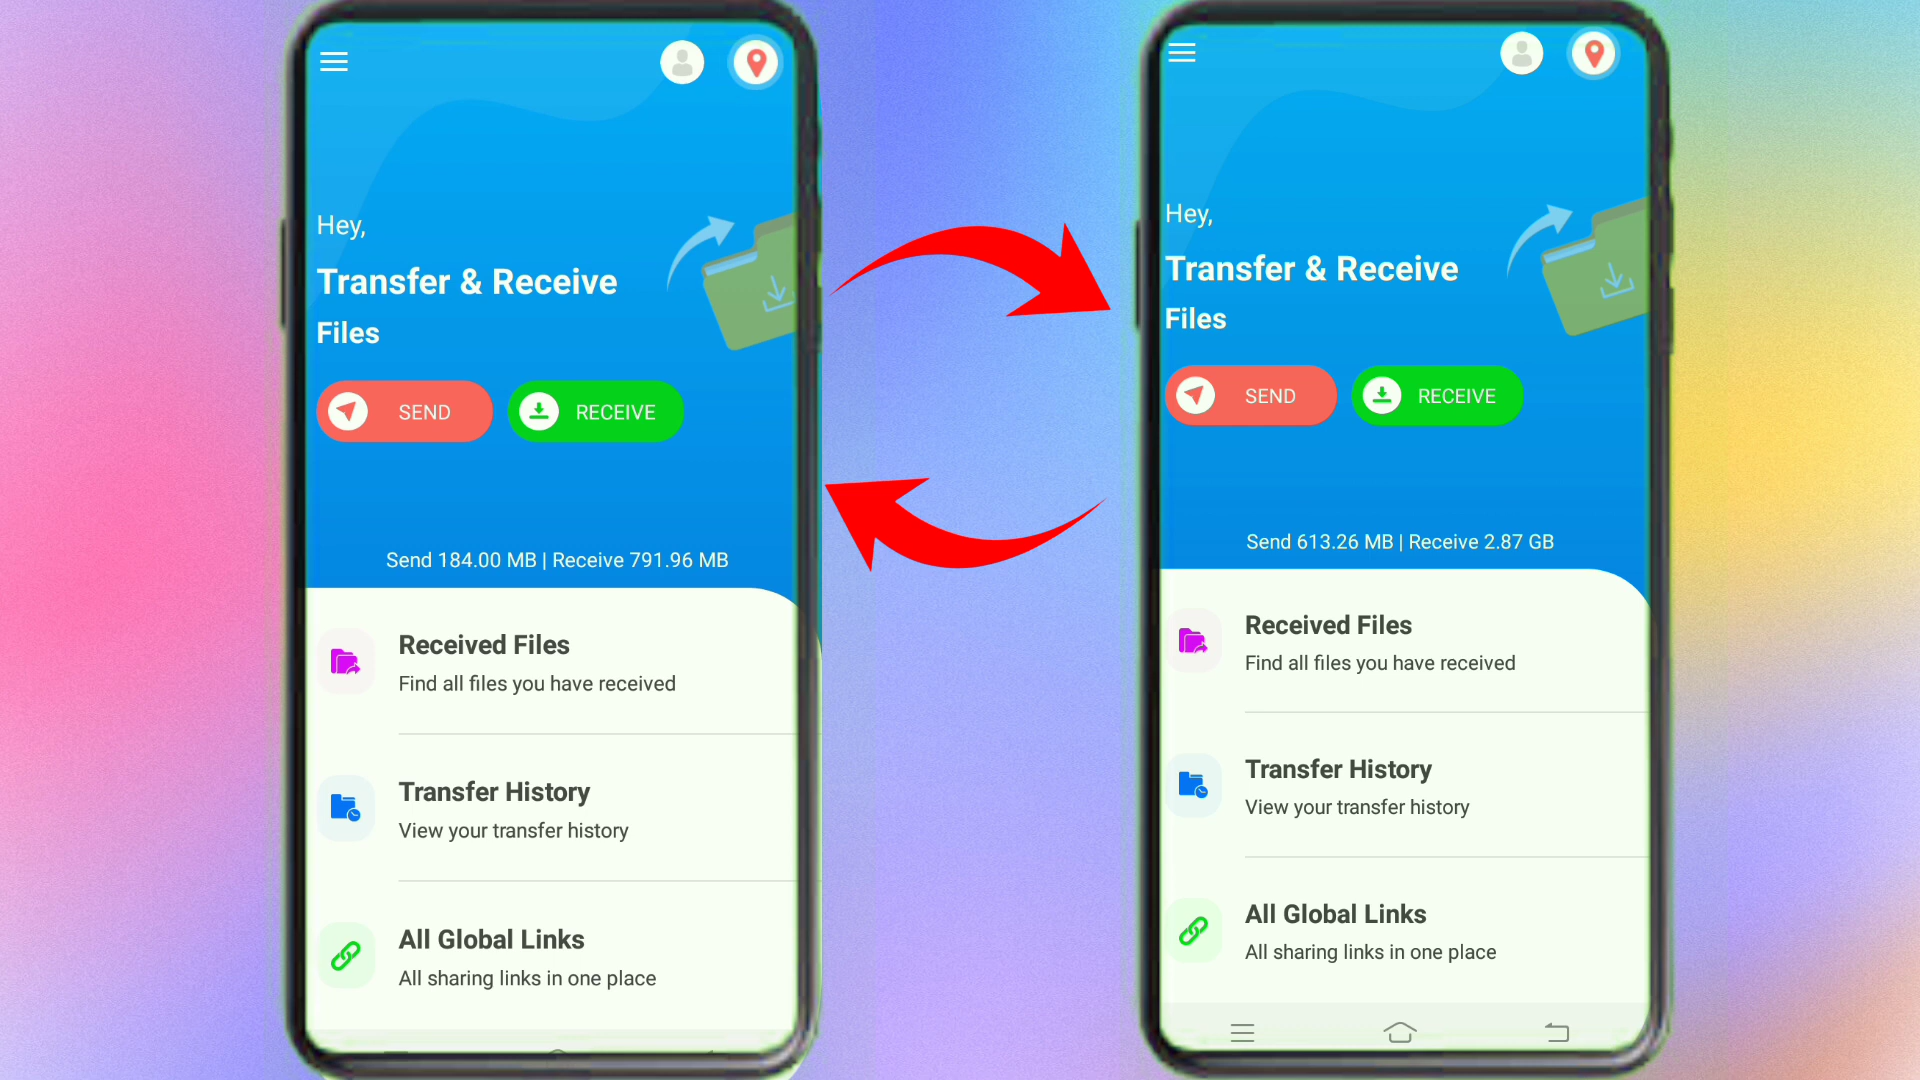 Hey,
Transfer & Receive
Files
SEND
RECEIVE
Send 184.00 MB | Receive 791.96 MB
Received Files
Find all files you have received
Transfer History
View your transfer history
All Global Links
All sharing links in one place
Hey,
Transfer & Receive
Files
SEND
RECEIVE
Send 613.26 MB | Receive 2.87 GB
Received Files
Find all files you have received
Transfer History
View your transfer history
All Global Links
All sharing links in one place